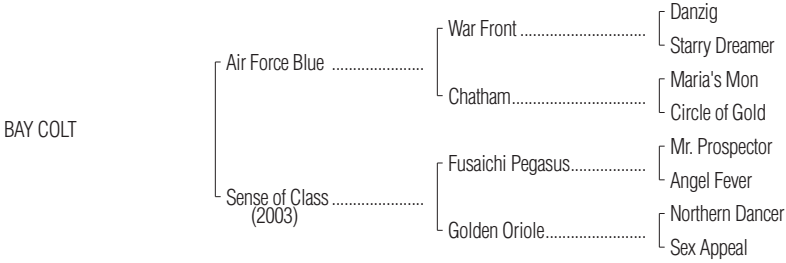 Danzig
War Front ..............................
Starry Dreamer
Air Force Blue ......................
Maria's Mon
Chatham................................
Circle of Gold
BAY COLT
Mr. Prospector
Fusaichi Pegasus..................
Angel Fever
Sense of Class ......................
(2003)
Northern Dancer
Golden Oriole........................
Sex Appeal